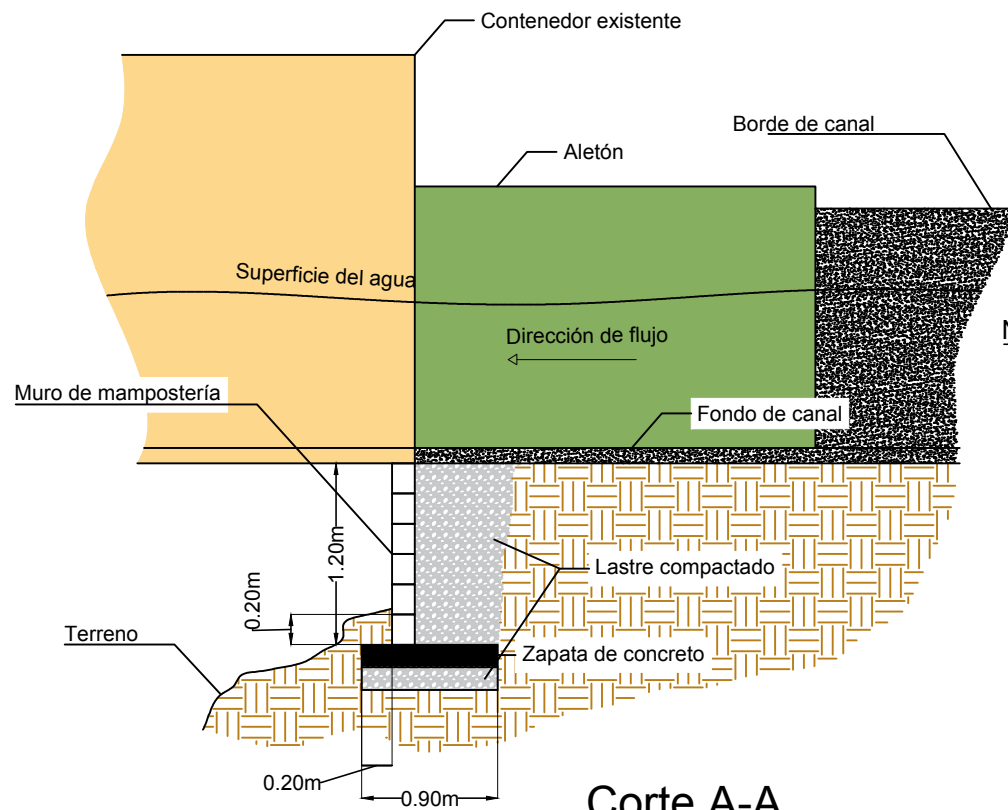 Contenedor existente
Borde de canal
Aletón
Superficie del agua
Dirección de flujo
N
Muro de mampostería
Fondo de canal
1.20m
0.20m
Lastre compactado
Terreno
Zapata de concreto
0.20m
0.90m
Corte A-A